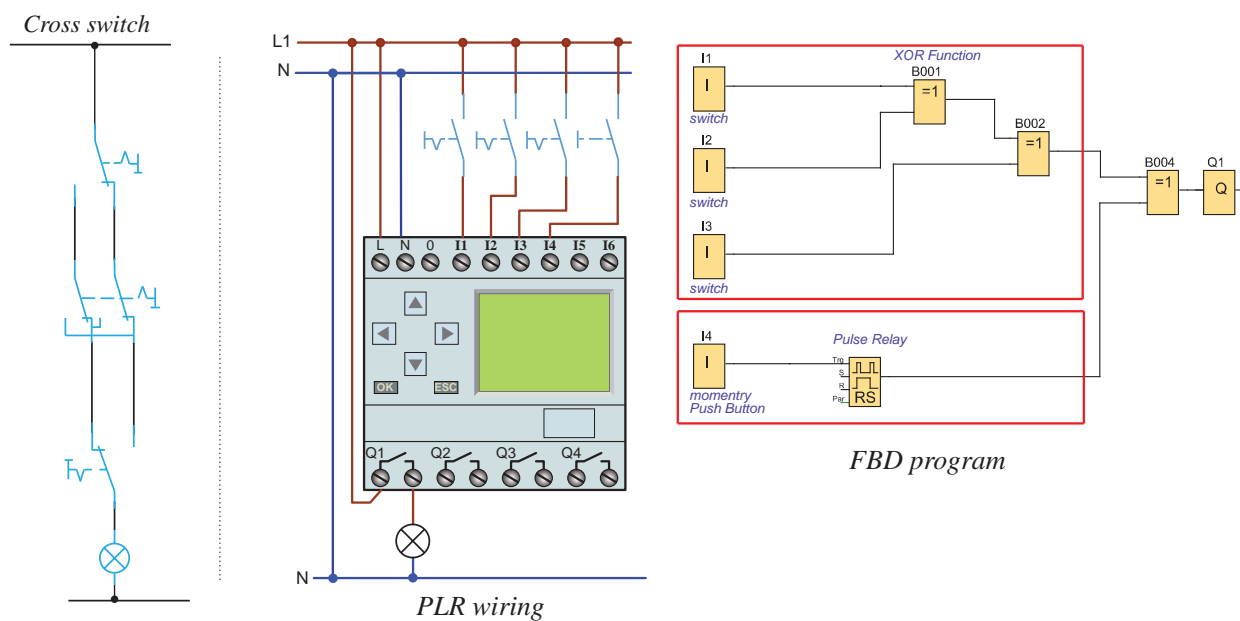 Cross switch
L1
N
L N 0 I1 I2 I3 I4 I5 I6
OK
ESC
Q1 Q2 Q3 Q4
N
PLR wiring
XOR Function
I1
I
switch
B001
=1
I2
I
switch
B002
=1
I3
I
switch
B004
=1
Q1
Q
I4
I
momentry
Push Button
Pulse Relay
Trg
S
R
Par
RS
FBD program